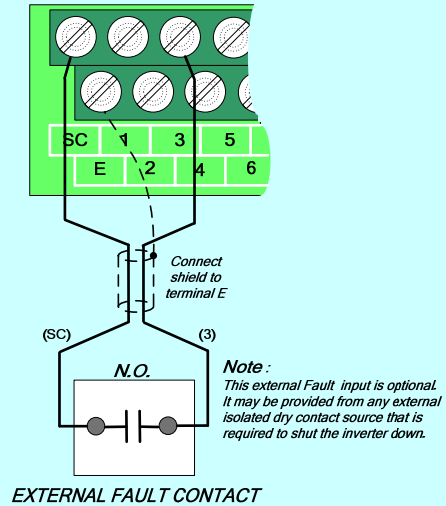 SC 1 3 5
E 2 4 6
Connect
shield to
terminal E
(SC) (3)
N.O.
Note :
This external Fault input is optional.
It may be provided from any external
isolated dry contact source that is
required to shut the inverter down.
EXTERNAL FAULT CONTACT